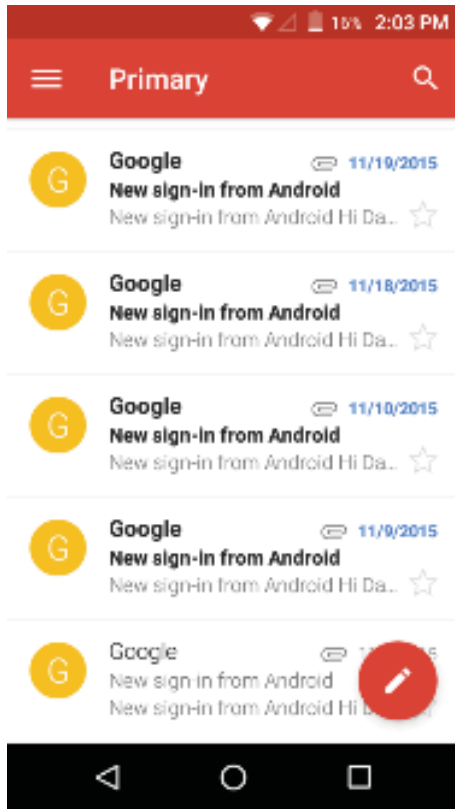 15% 2:03 PM
Primary
G Google 11/19/2015
New sign-in from Android
New sign-in from Android Hi Da...
G Google 11/18/2015
New sign-in from Android
New sign-in from Android Hi Da...
G Google 11/10/2015
New sign-in from Android
New sign-in from Android Hi Da...
G Google 11/9/2015
New sign-in from Android
New sign-in from Android Hi Da...
G Google
New sign-in from Android
New sign-in from Android Hi